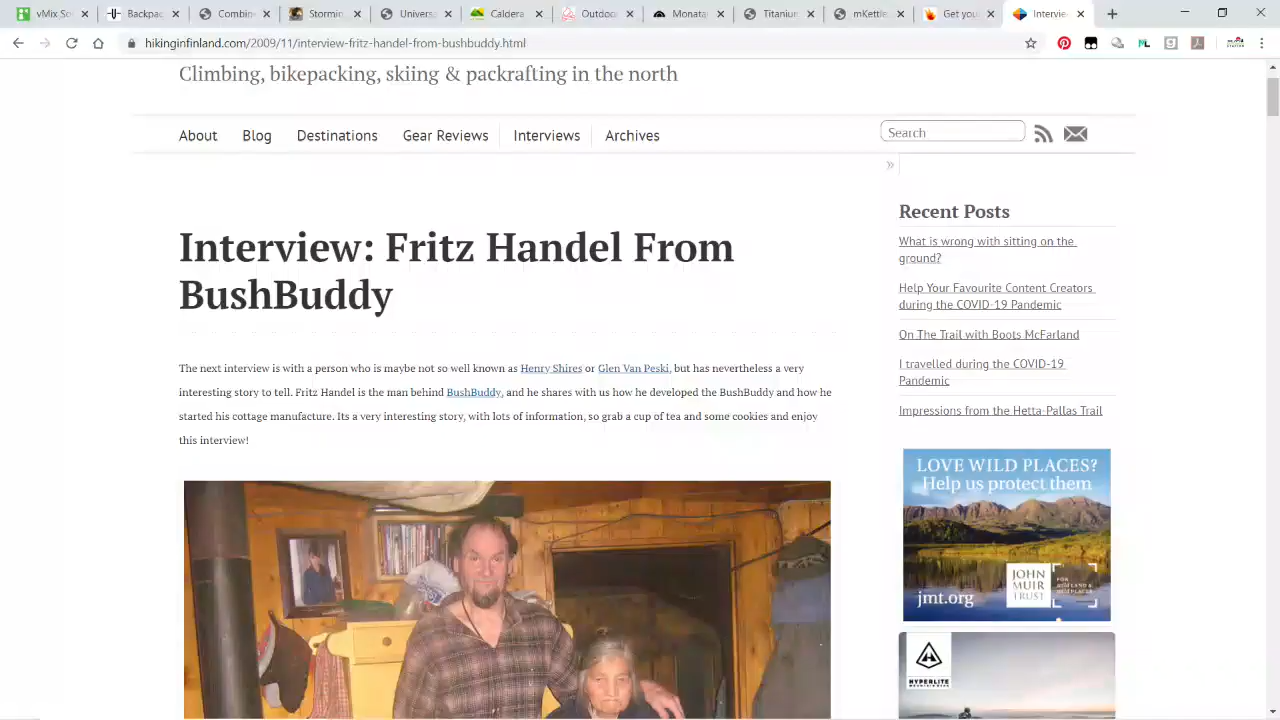 vMix Sc
Backpac
Combin
Stories
Univers
Caldera
Outdoo
Monata
Titaniun
mKettle
Get you
Intervie
hikinginfinland.com/2009/11/interview-fritz-handel-from-bushbuddy.html
Climbing, bikepacking, skiing & packrafting in the north
About Blog Destinations Gear Reviews Interviews Archives
Search
»
Interview: Fritz Handel From
BushBuddy
The next interview is with a person who is maybe not so well known as Henry Shires or Glen Van Peski, but has nevertheless a very
interesting story to tell. Fritz Handel is the man behind BushBuddy, and he shares with us how he developed the BushBuddy and how he
started his cottage manufacture. Its a very interesting story, with lots of information, so grab a cup of tea and some cookies and enjoy
this interview!
Recent Posts
What is wrong with sitting on the
ground?
Help Your Favourite Content Creators
during the COVID-19 Pandemic
On The Trail with Boots McFarland
I travelled during the COVID-19
Pandemic
Impressions from the Hetta-Pallas Trail
LOVE WILD PLACES?
Help us protect them
JOHN
MUIR
TRUST
FOR
WILD LAND &
WILD PLACES
jmt.org
HYPERLITE